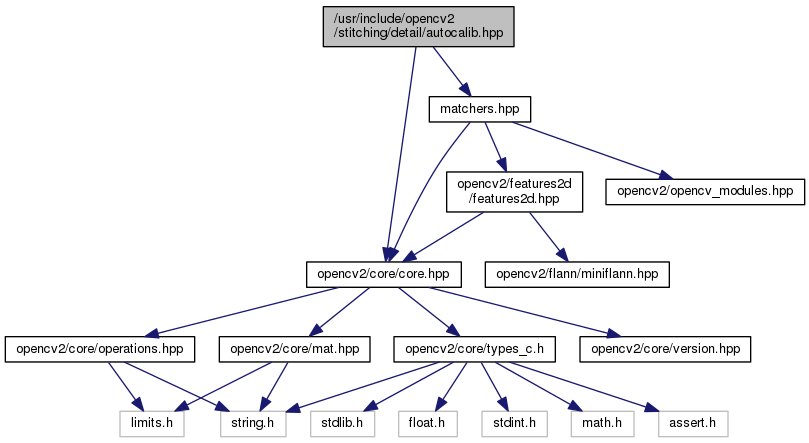 /usr/include/opencv2
/stitching/detail/autocalib.hpp
matchers.hpp
opencv2/features2d
/features2d.hpp
opencv2/opencv_modules.hpp
opencv2/core/core.hpp
opencv2/flann/miniflann.hpp
opencv2/core/operations.hpp
opencv2/core/mat.hpp
opencv2/core/types_c.h
opencv2/core/version.hpp
limits.h
string.h
stdlib.h
float.h
stdint.h
math.h
assert.h